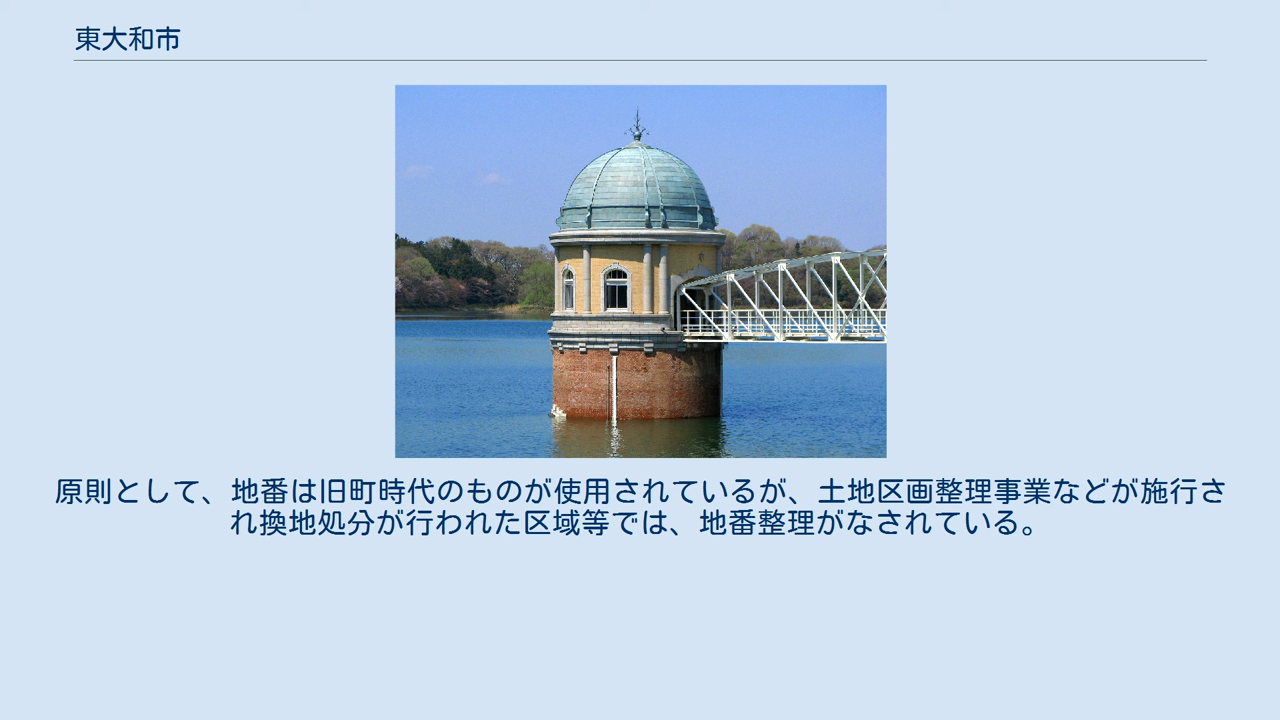 東大和市
原則として、地番は旧町時代のものが使用されているが、土地区画整理事業などが施行さ
れ換地処分が行われた区域等では、地番整理がなされている。